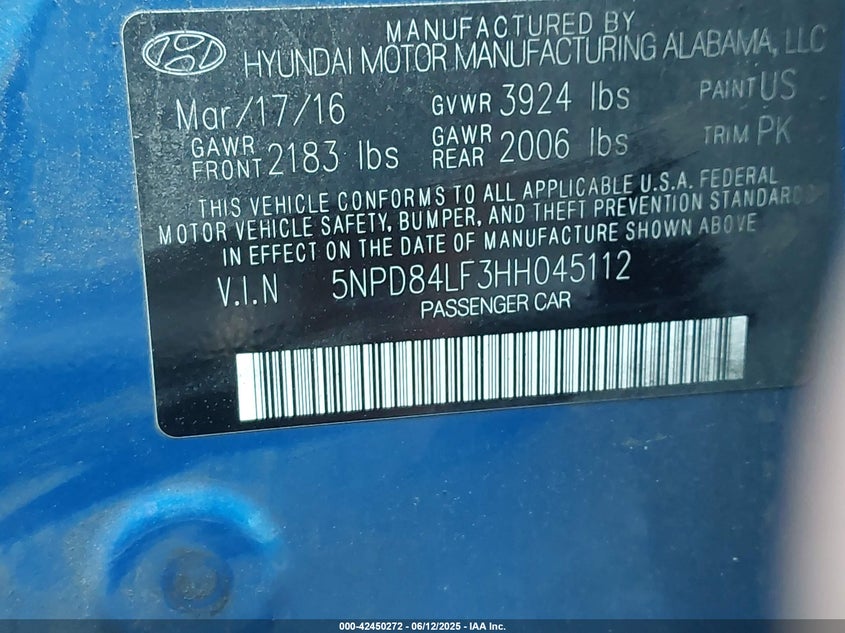 MANUFACTURED BY
HYUNDAI MOTOR MANUFACTURING ALABAMA, LLC
Mar/17/16 GVWR 3924 lbs PAINT US
GAWR FRONT 2183 lbs GAWR REAR 2006 lbs TRIM PK
THIS VEHICLE CONFORMS TO ALL APPLICABLE U.S.A. FEDERAL
MOTOR VEHICLE SAFETY, BUMPER, AND THEFT PREVENTION STANDARDS
IN EFFECT ON THE DATE OF MANUFACTURE SHOWN ABOVE
V.I.N 5NPD84LF3HH045112
PASSENGER CAR
000-42450272 - 06/12/2025 - IAA Inc.